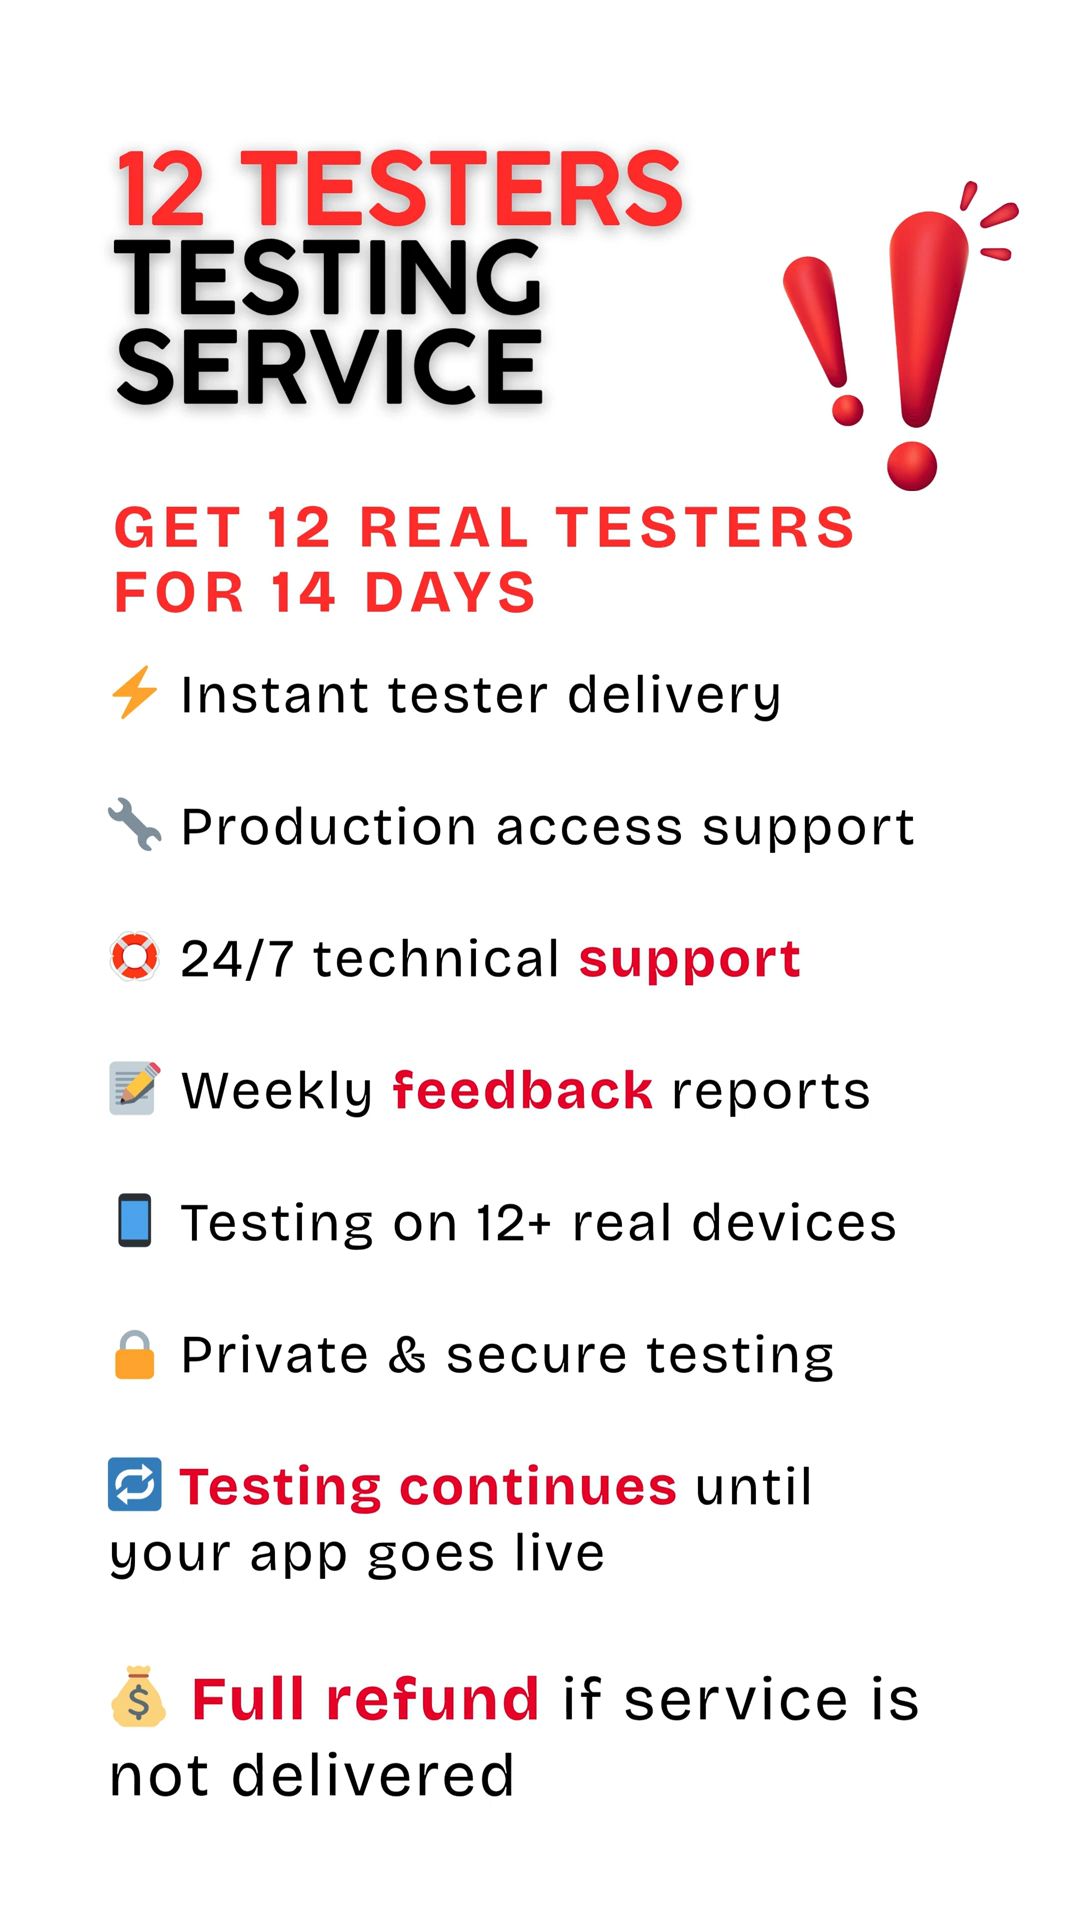 12 TESTERS
TESTING
SERVICE
GET 12 REAL TESTERS
FOR 14 DAYS
⚡ Instant tester delivery
🔧 Production access support
🛟 24/7 technical support
📝 Weekly feedback reports
📱 Testing on 12+ real devices
🔒 Private & secure testing
🔁 Testing continues until
your app goes live
💰 Full refund if service is
not delivered